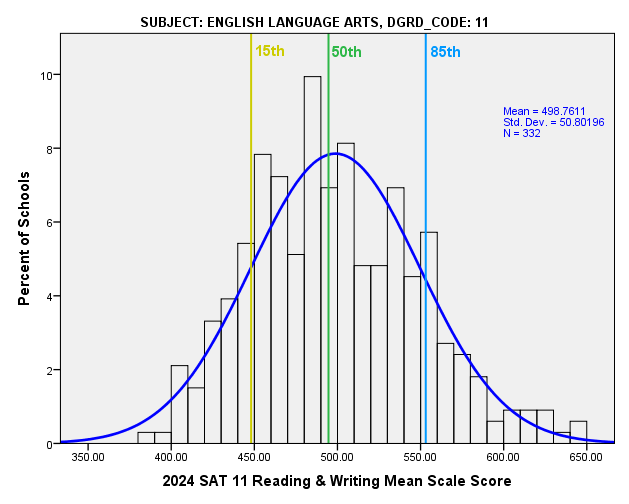 SUBJECT: ENGLISH LANGUAGE ARTS, DGRD_CODE: 11
15th
50th
85th
Mean = 498.7611
Std. Dev. = 50.80196
N = 332
Percent of Schools
10
8
6
4
2
0
350.00 400.00 450.00 500.00 550.00 600.00 650.00
2024 SAT 11 Reading & Writing Mean Scale Score